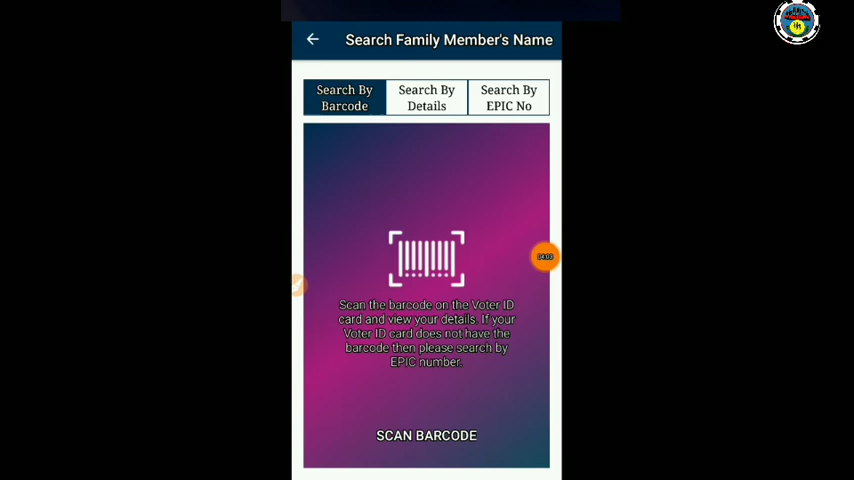 Search Family Member's Name
Search By
Barcode
Search By
Details
Search By
EPIC No
04:03
Scan the barcode on the Voter ID
card and view your details. If your
Voter ID card does not have the
barcode then please search by
EPIC number.
SCAN BARCODE